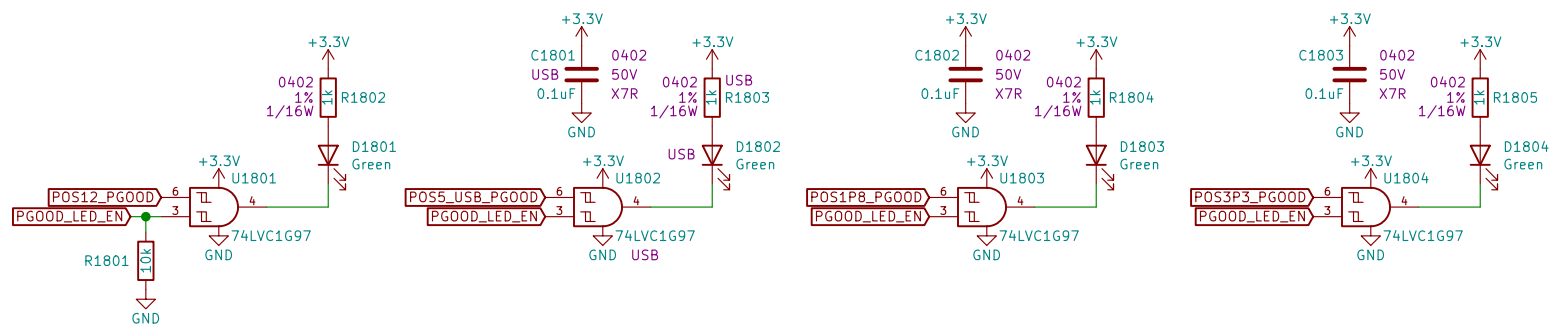 +3.3V
0402
1%
1/16W
1k
R1802
D1801
Green
+3.3V
U1801
POS12_PGOOD
6
PGOOD_LED_EN
3
4
74LVC1G97
GND
R1801
10k
GND
+3.3V
C1801
0402
USB
50V
0.1uF
X7R
GND
+3.3V
0402
USB
1%
1/16W
1k
R1803
USB
D1802
Green
+3.3V
U1802
POS5_USB_PGOOD
6
PGOOD_LED_EN
3
4
74LVC1G97
GND
USB
+3.3V
C1802
0402
50V
0.1uF
X7R
GND
+3.3V
0402
1%
1/16W
1k
R1804
D1803
Green
+3.3V
U1803
POS1P8_PGOOD
6
PGOOD_LED_EN
3
4
74LVC1G97
GND
+3.3V
C1803
0402
50V
0.1uF
X7R
GND
+3.3V
0402
1%
1/16W
1k
R1805
D1804
Green
+3.3V
U1804
POS3P3_PGOOD
6
PGOOD_LED_EN
3
4
74LVC1G97
GND